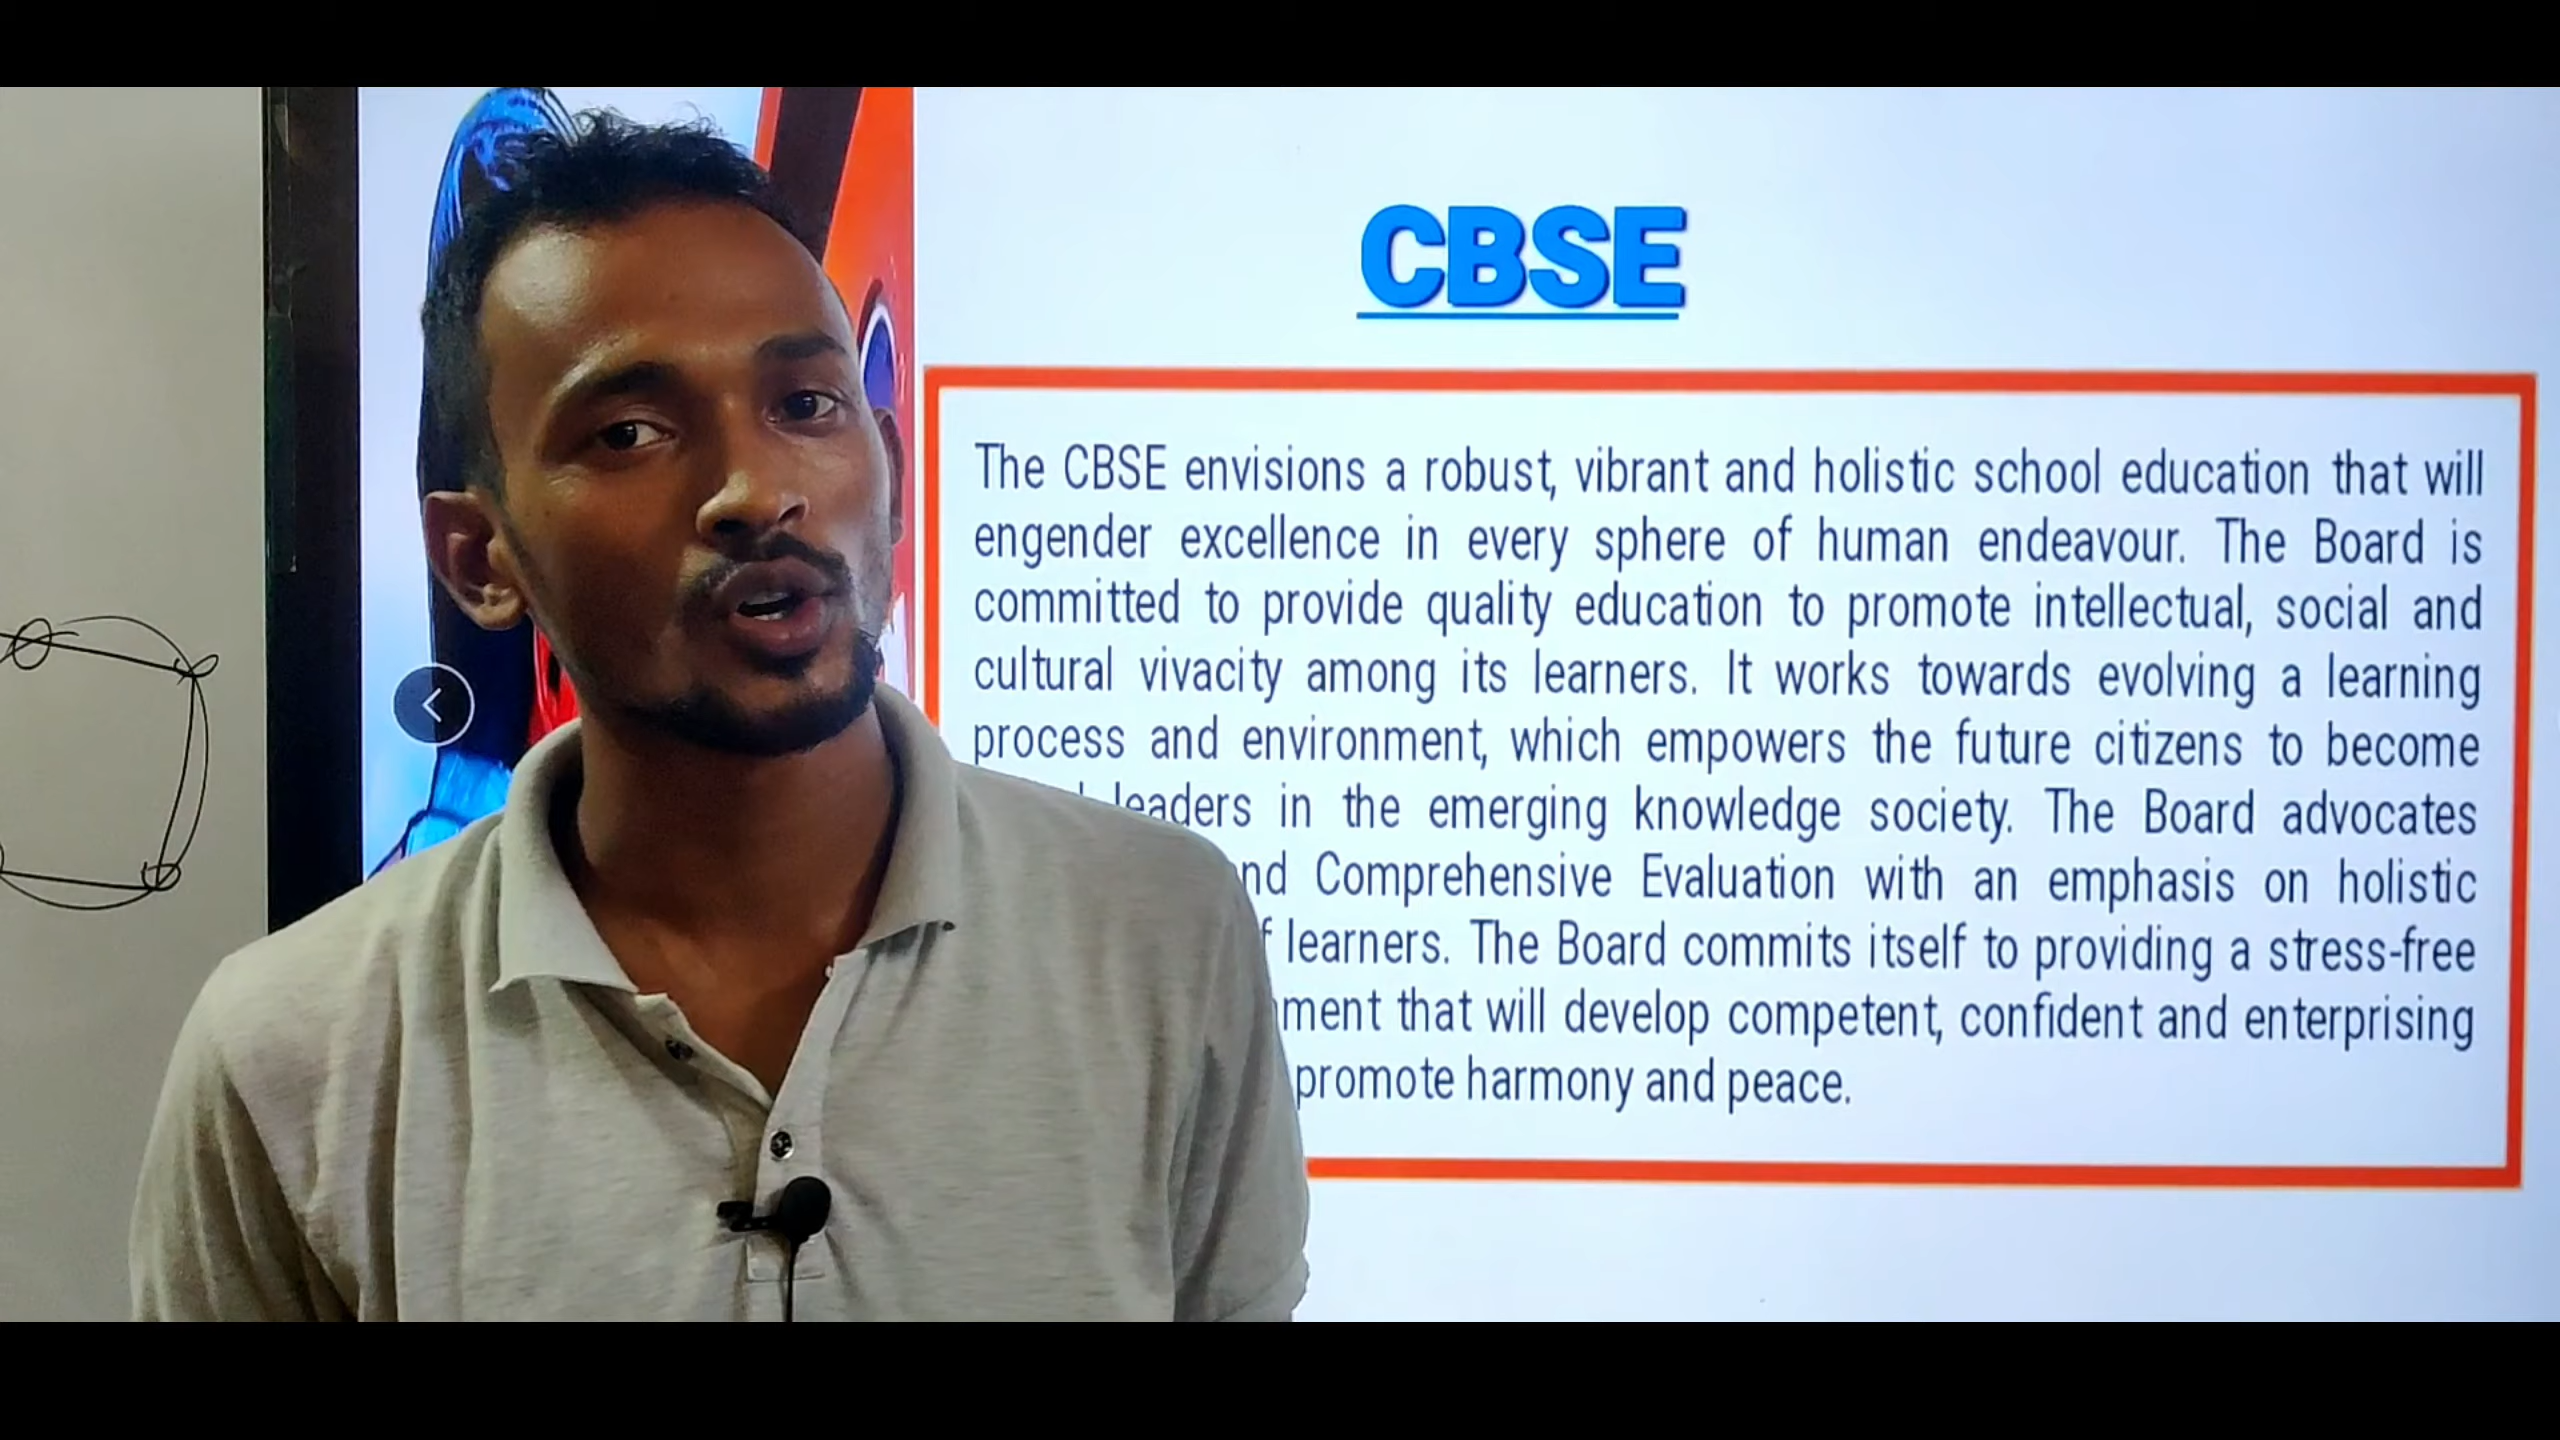 CBSE
The CBSE envisions a robust, vibrant and holistic school education that will
engender excellence in every sphere of human endeavour. The Board is
committed to provide quality education to promote intellectual, social and
cultural vivacity among its learners. It works towards evolving a learning
process and environment, which empowers the future citizens to become
leaders in the emerging knowledge society. The Board advocates
Comprehensive Evaluation with an emphasis on holistic
learners. The Board commits itself to providing a stress-free
that will develop competent, confident and enterprising
promote harmony and peace.